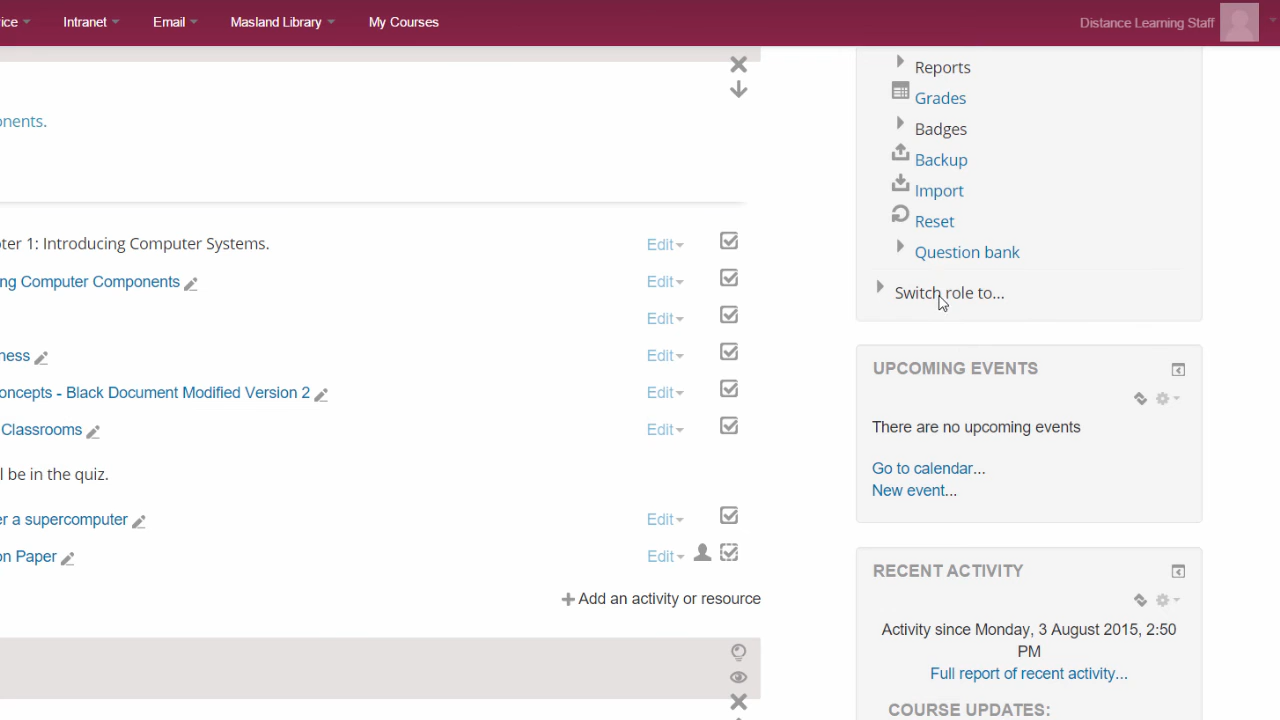 ice
Intranet
Email
Masland Library
My Courses
Distance Learning Staff
onents.
oter 1: Introducing Computer Systems.
Edit
ng Computer Components
Edit
Edit
ness
Edit
oncepts - Black Document Modified Version 2
Edit
Classrooms
Edit
l be in the quiz.
er a supercomputer
Edit
on Paper
Edit
Add an activity or resource
Reports
Grades
Badges
Backup
Import
Reset
Question bank
Switch role to...
UPCOMING EVENTS
There are no upcoming events
Go to calendar...
New event...
RECENT ACTIVITY
Activity since Monday, 3 August 2015, 2:50
PM
Full report of recent activity...
COURSE UPDATES: